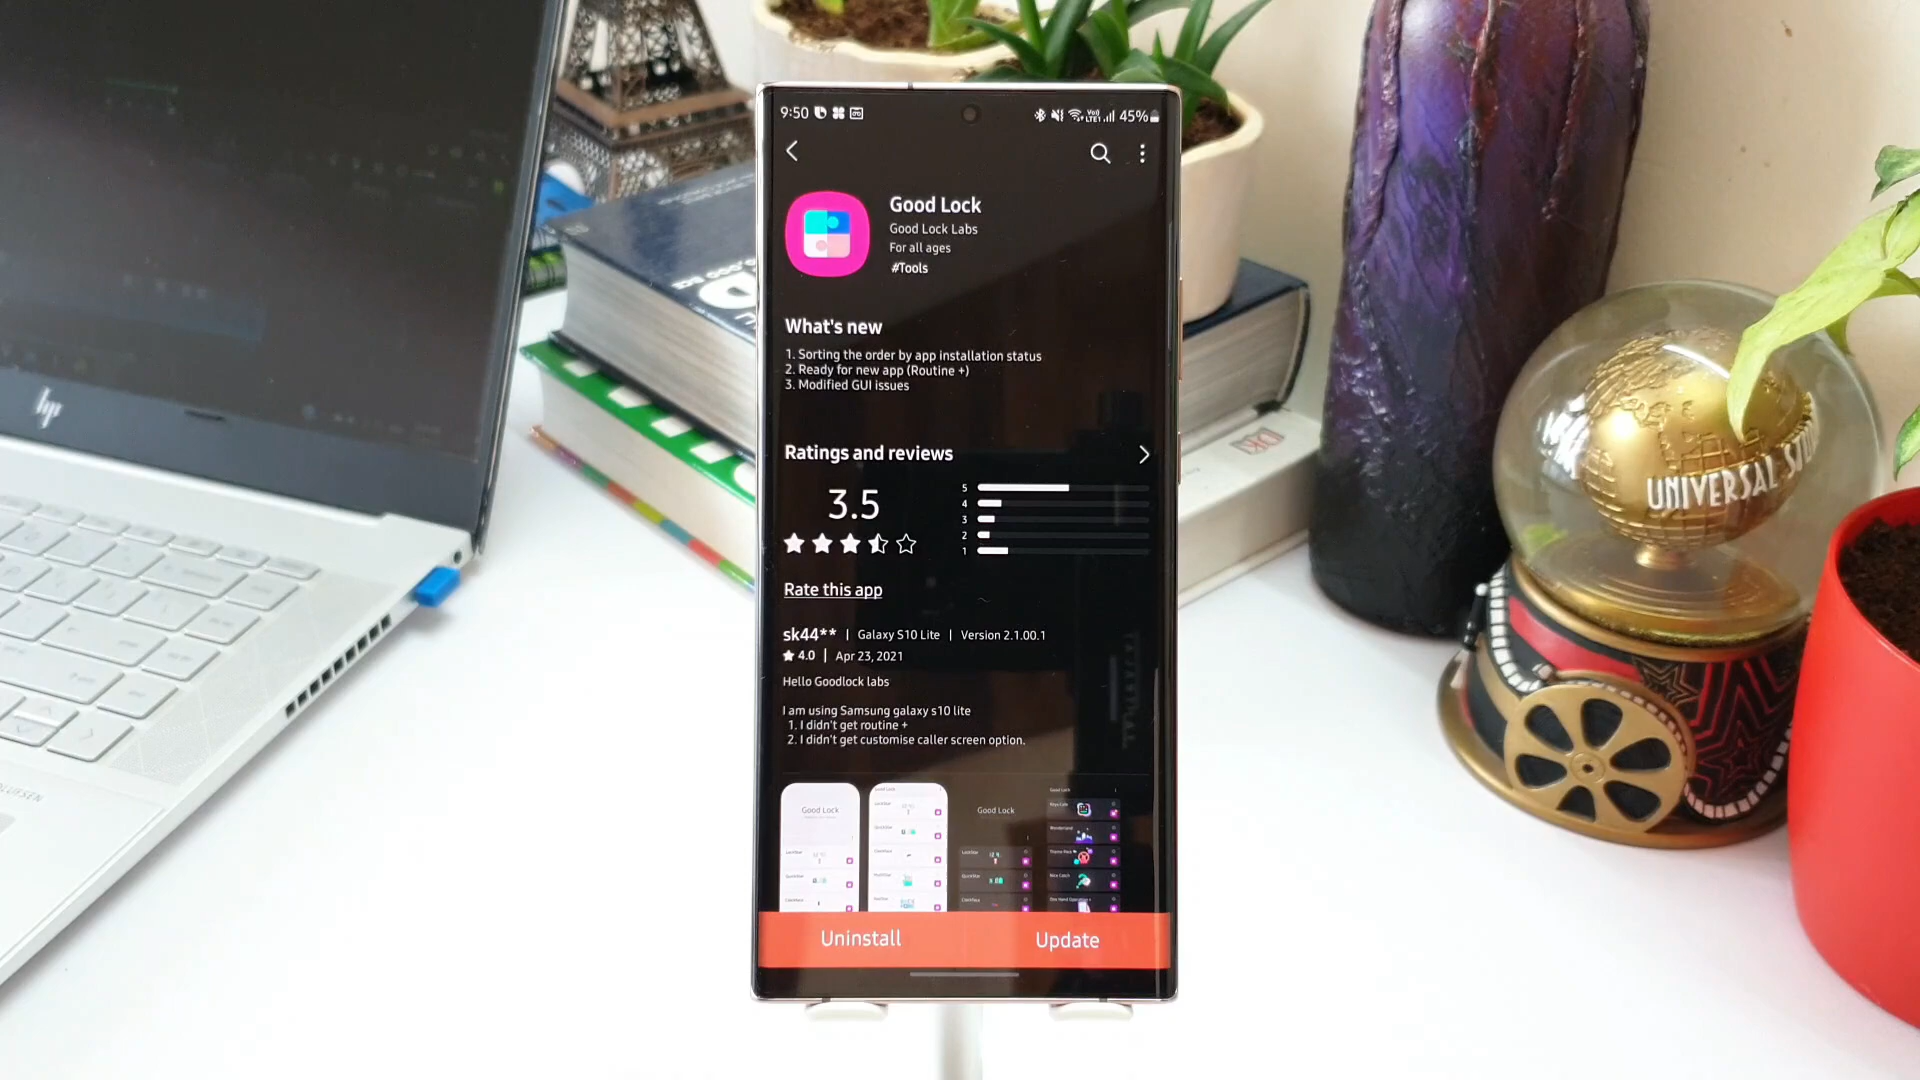 9:50
45%
Good Lock
Good Lock Labs
For all ages
#Tools
What's new
1. Sorting the order by app installation status
2. Ready for new app (Routine +)
3. Modified GUI issues
Ratings and reviews
3.5
5
4
3
2
1
Rate this app
sk44** | Galaxy S10 Lite | Version 2.1.00.1
4.0 | Apr 23, 2021
Hello Goodlock labs
I am using Samsung galaxy s10 lite
1. I didn't get routine +
2. I didn't get customise caller screen option.
Good Lock
Good Lock
Uninstall
Update
hp
UNIVERSAL
DK